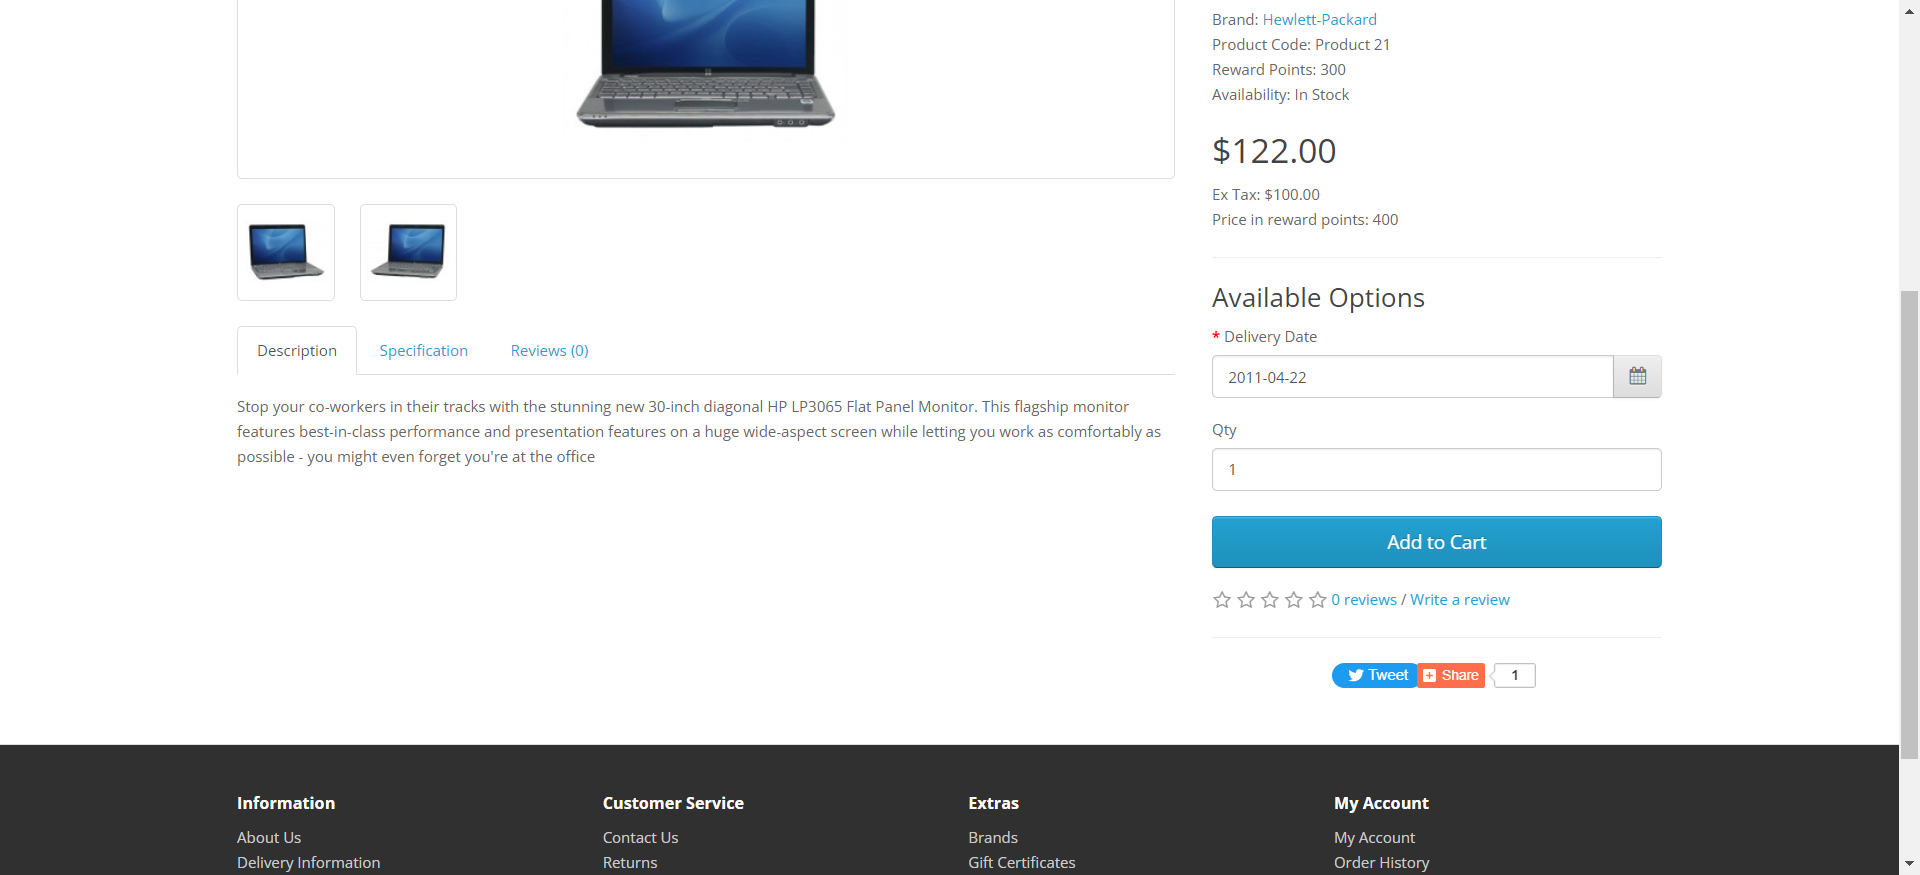 Brand: Hewlett-Packard
Product Code: Product 21
Reward Points: 300
Availability: In Stock
$122.00
Ex Tax: $100.00
Price in reward points: 400
Available Options
* Delivery Date
2011-04-22
Qty
1
Add to Cart
0 reviews / Write a review
Tweet
Share
1
Description
Specification
Reviews (0)
Stop your co-workers in their tracks with the stunning new 30-inch diagonal HP LP3065 Flat Panel Monitor. This flagship monitor
features best-in-class performance and presentation features on a huge wide-aspect screen while letting you work as comfortably as
possible - you might even forget you're at the office
Information
About Us
Delivery Information
Customer Service
Contact Us
Returns
Extras
Brands
Gift Certificates
My Account
My Account
Order History